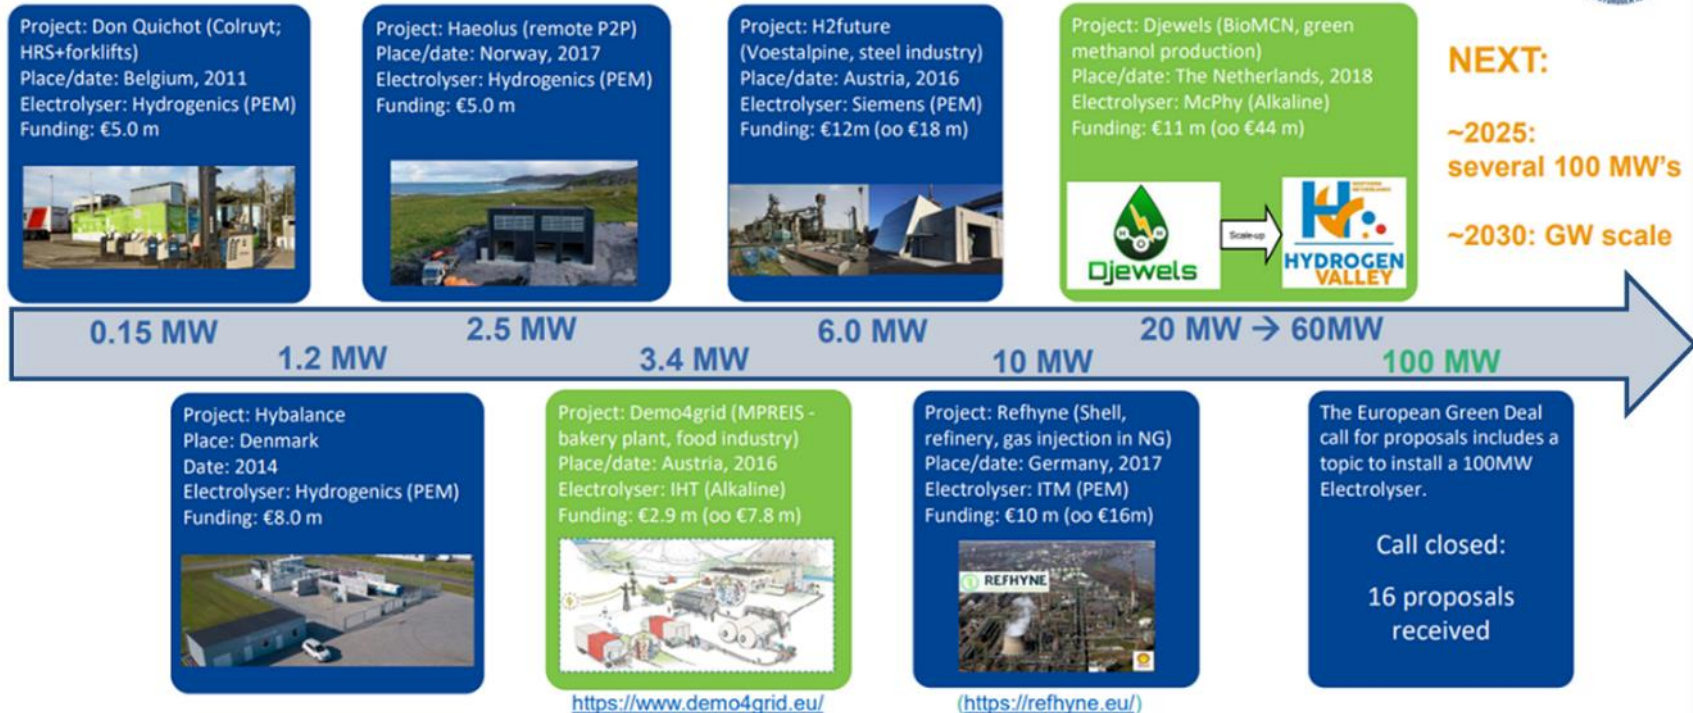 Project: Don Quichot (Colruyt;
HRS+forklifts)
Place/date: Belgium, 2011
Electrolyser: Hydrogenics (PEM)
Funding: €5.0 m
Project: Haeolus (remote P2P)
Place/date: Norway, 2017
Electrolyser: Hydrogenics (PEM)
Funding: €5.0 m
Project: H2future
(Voestalpine, steel industry)
Place/date: Austria, 2016
Electrolyser: Siemens (PEM)
Funding: €12m (oo €18 m)
Project: Djewels (BioMCN, green
methanol production)
Place/date: The Netherlands, 2018
Electrolyser: McPhy (Alkaline)
Funding: €11 m (oo €44 m)
Djewels
Scale-up
HYDROGEN
VALLEY
NEXT:
~2025:
several 100 MW's
~2030: GW scale
0.15 MW
1.2 MW
2.5 MW
3.4 MW
6.0 MW
10 MW
20 MW → 60MW
100 MW
Project: Hybalance
Place: Denmark
Date: 2014
Electrolyser: Hydrogenics (PEM)
Funding: €8.0 m
Project: Demo4grid (MPREIS -
bakery plant, food industry)
Place/date: Austria, 2016
Electrolyser: IHT (Alkaline)
Funding: €2.9 m (oo €7.8 m)
https://www.demo4grid.eu/
Project: Refhyne (Shell,
refinery, gas injection in NG)
Place/date: Germany, 2017
Electrolyser: ITM (PEM)
Funding: €10 m (oo €16m)
REFHYNE
(https://refhyne.eu/)
The European Green Deal
call for proposals includes a
topic to install a 100MW
Electrolyser.
Call closed:
16 proposals
received